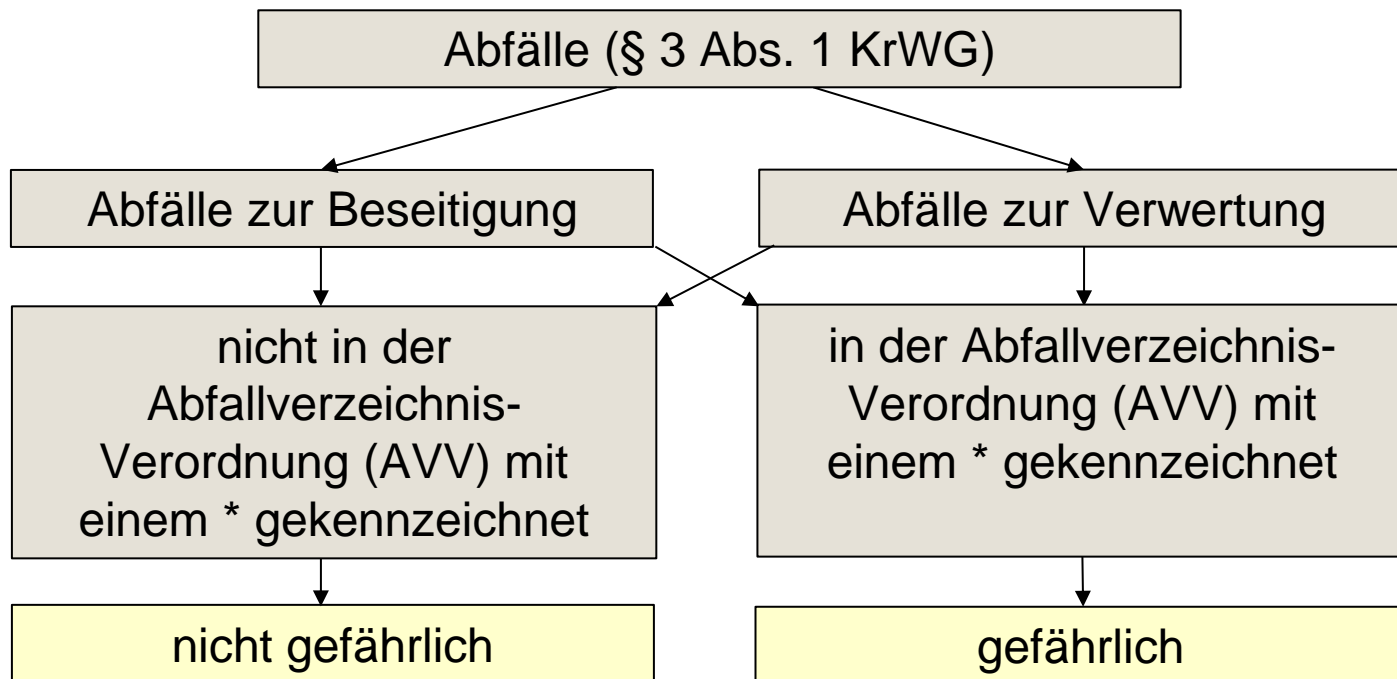 Abfälle (§ 3 Abs. 1 KrWG)
Abfälle zur Beseitigung
Abfälle zur Verwertung
nicht in der
Abfallverzeichnis-
Verordnung (AVV) mit
einem * gekennzeichnet
in der Abfallverzeichnis-
Verordnung (AVV) mit
einem * gekennzeichnet
nicht gefährlich
gefährlich